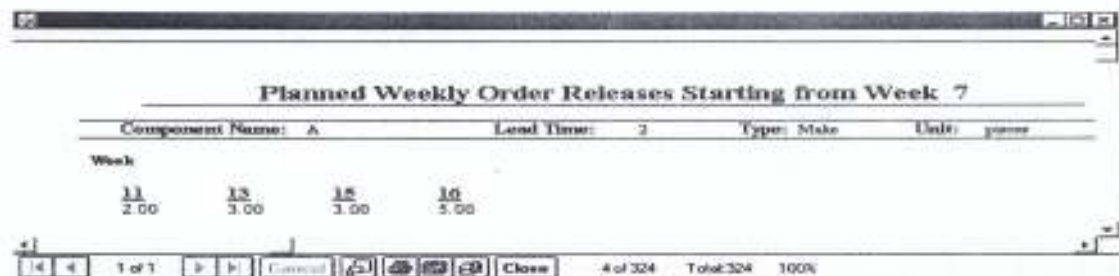 Planned Weekly Order Releases Starting from Week 7
Component Name: A Lead Time: 2 Type: Make Unit:
Week
11 13 15 16
2.00 3.00 3.00 5.00
1 of 1 Cancel Close 4 of 324 Total:324 100%